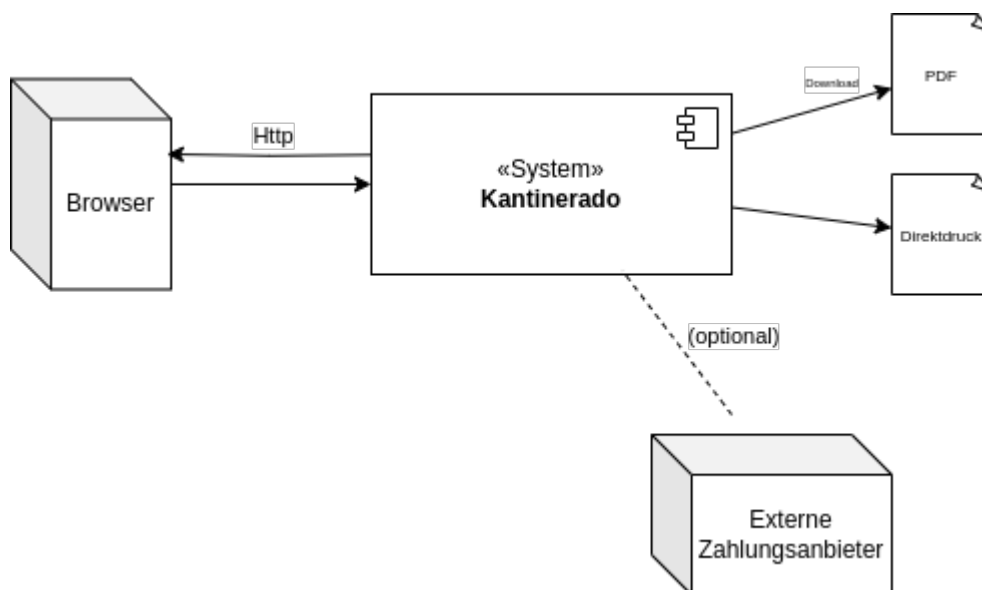 Download
PDF
Http
«System»
Kantinerado
Browser
Direktdruck
(optional)
Externe
Zahlungsanbieter